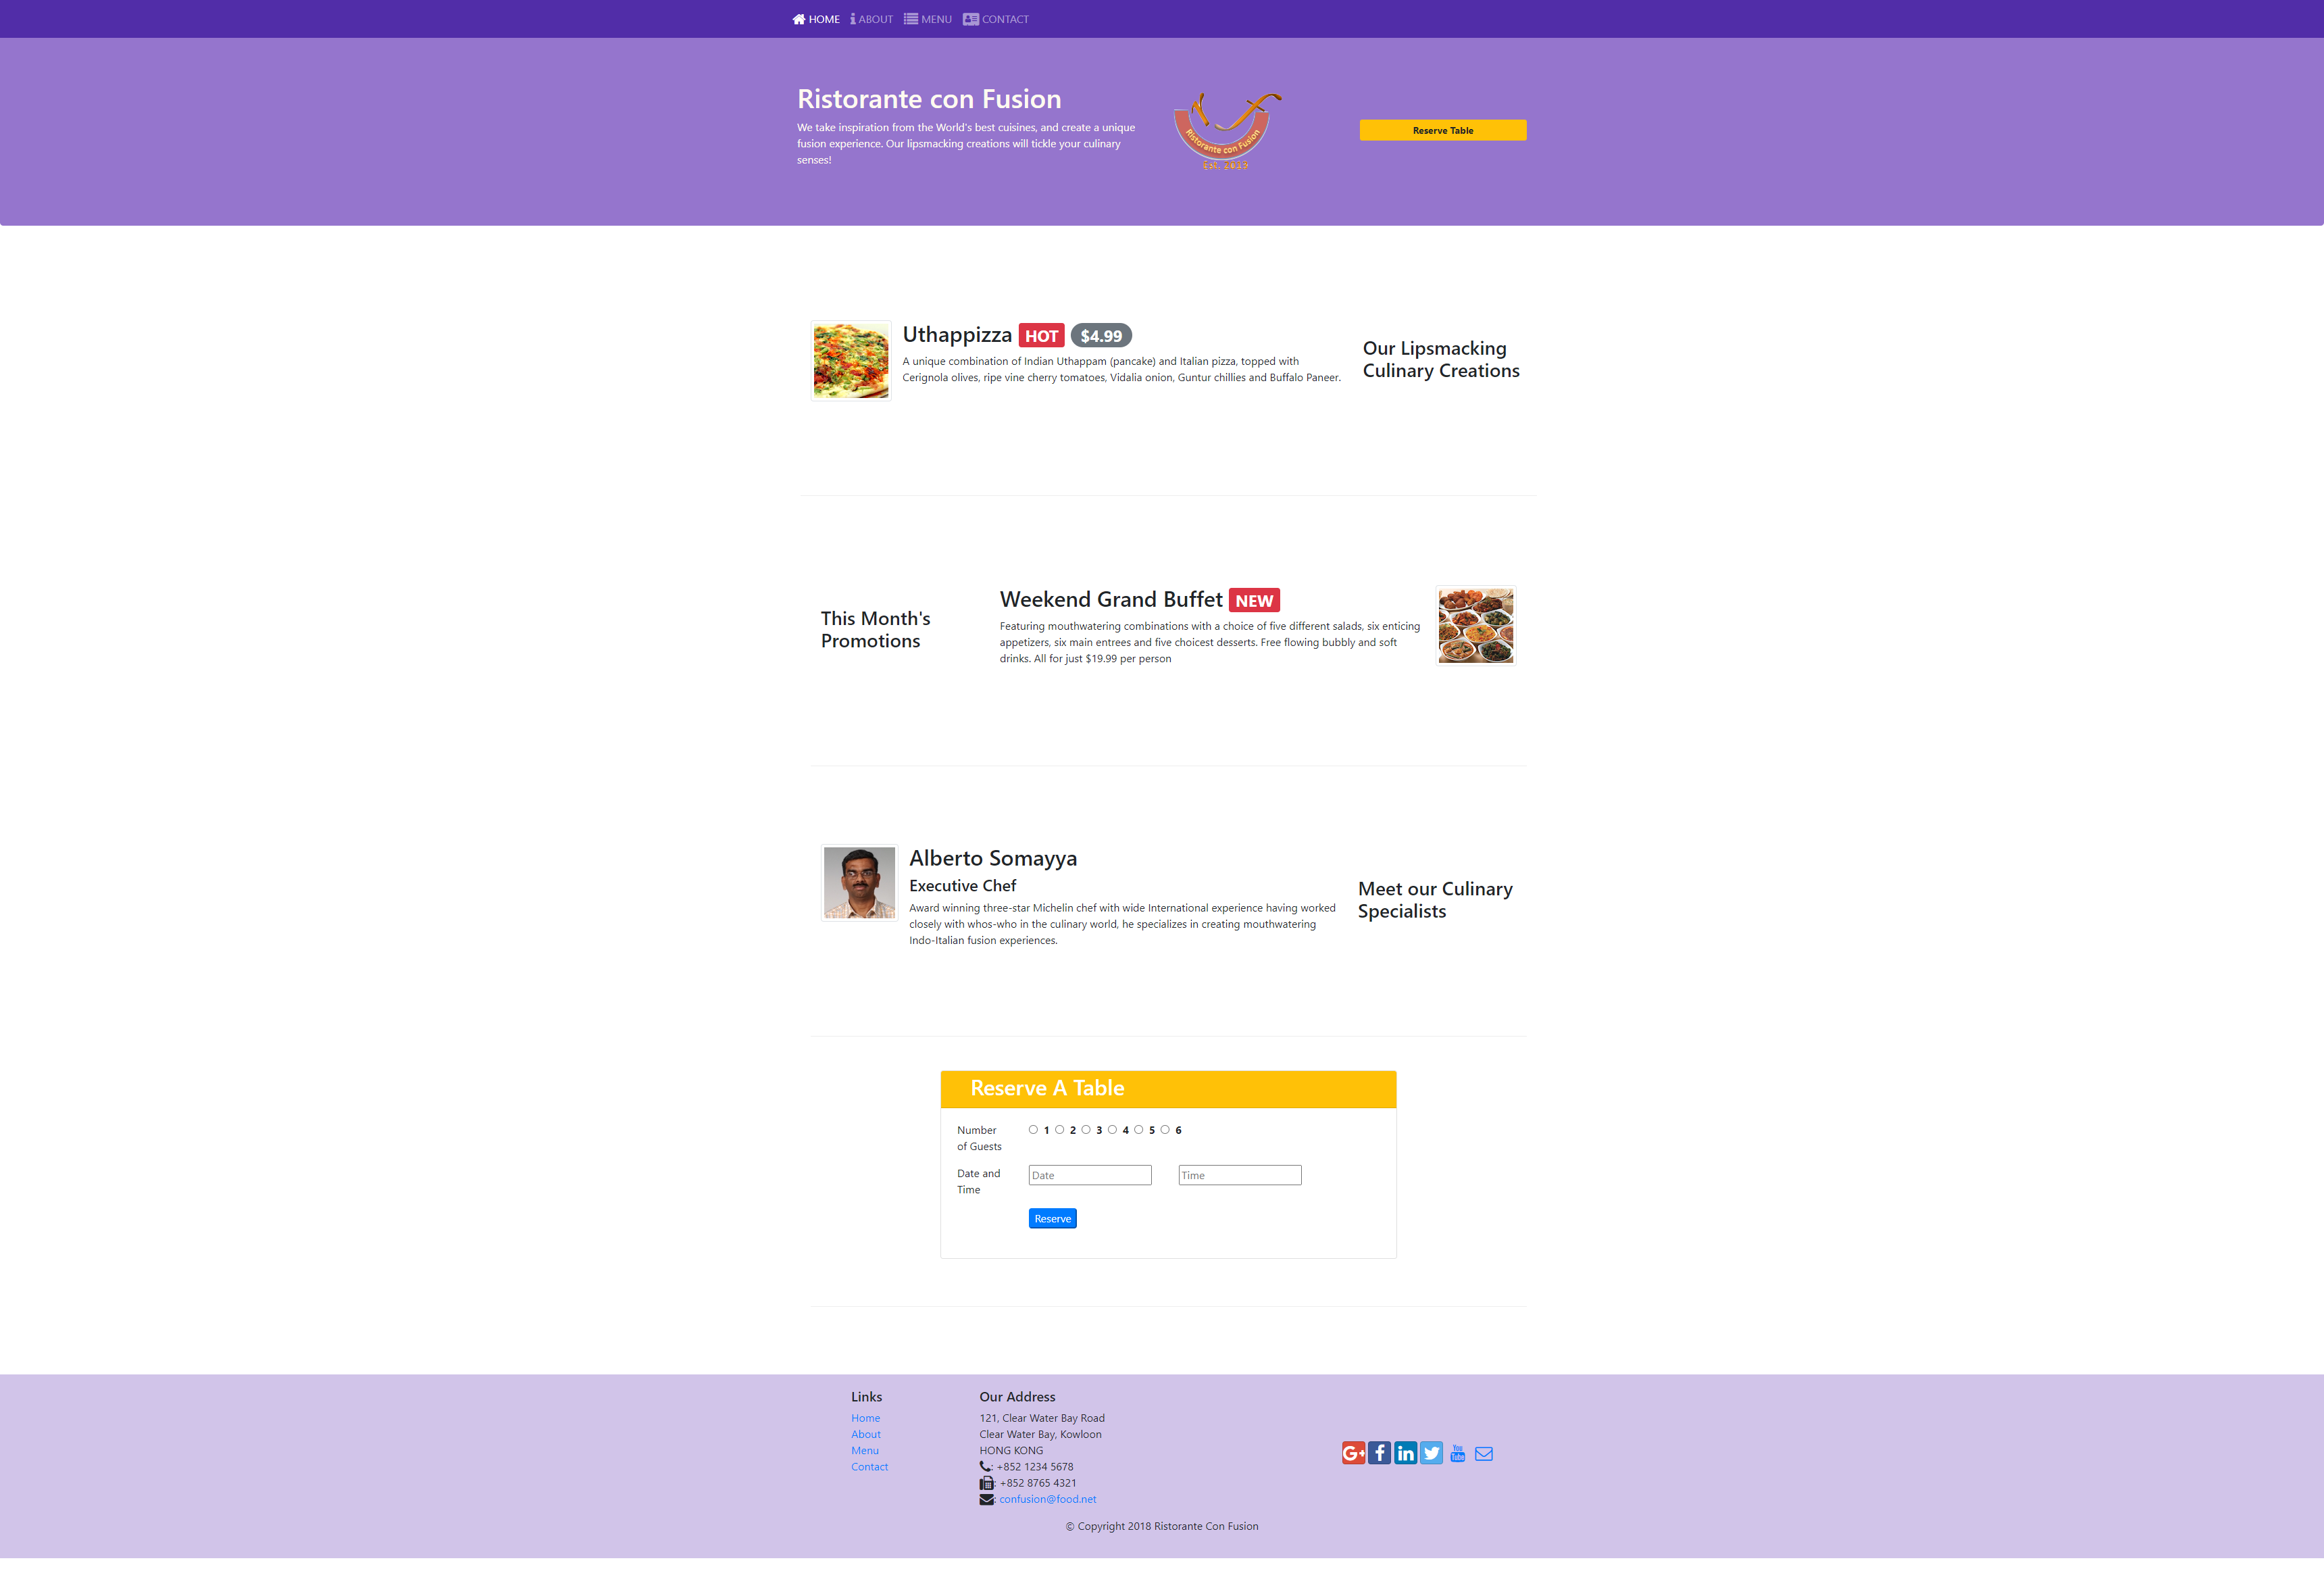 HOME ABOUT MENU CONTACT
Ristorante con Fusion
We take inspiration from the World's best cuisines, and create a unique
fusion experience. Our lipsmacking creations will tickle your culinary
senses!
Ristorante con Fusion
Est. 2013
Reserve Table
Uthappizza HOT $4.99
A unique combination of Indian Uthappam (pancake) and Italian pizza, topped with
Cerignola olives, ripe vine cherry tomatoes, Vidalia onion, Guntur chillies and Buffalo Paneer.
Our Lipsmacking
Culinary Creations
This Month's
Promotions
Weekend Grand Buffet NEW
Featuring mouthwatering combinations with a choice of five different salads, six enticing
appetizers, six main entrees and five choicest desserts. Free flowing bubbly and soft
drinks. All for just $19.99 per person
Alberto Somayya
Executive Chef
Award winning three-star Michelin chef with wide International experience having worked
closely with whos-who in the culinary world, he specializes in creating mouthwatering
Indo-Italian fusion experiences.
Meet our Culinary
Specialists
Reserve A Table
Number
of Guests
1 2 3 4 5 6
Date and
Time
Date
Time
Reserve
Links
Home
About
Menu
Contact
Our Address
121, Clear Water Bay Road
Clear Water Bay, Kowloon
HONG KONG
: +852 1234 5678
: +852 8765 4321
: confusion@food.net
G+ f in You Tube
© Copyright 2018 Ristorante Con Fusion